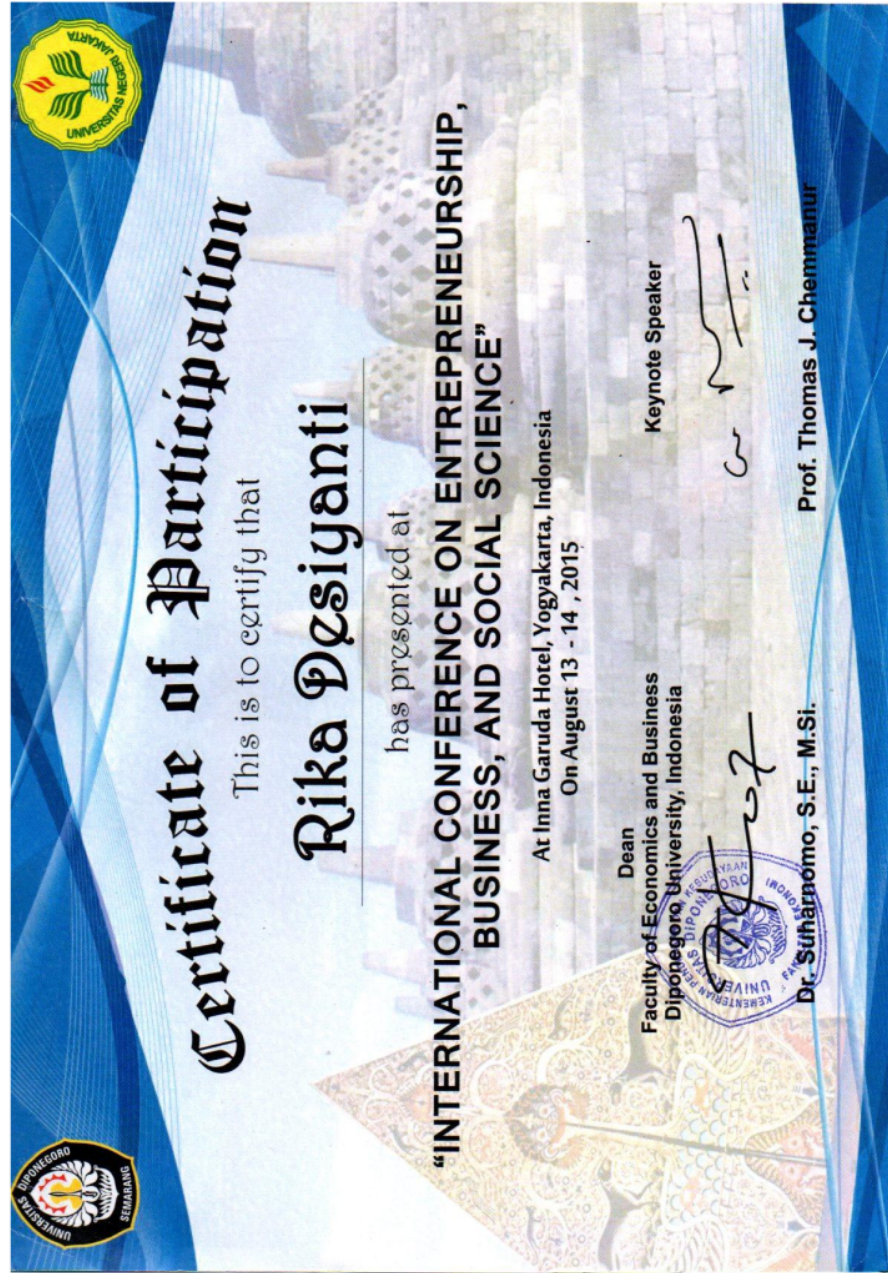 UNIVERSITAS DIPONEGORO
SEMARANG
UNIVERSITAS NEGERI JAKARTA
Certificate of Participation
This is to certify that
Rika Desiyanti
has presented at
“INTERNATIONAL CONFERENCE ON ENTREPRENEURSHIP,
BUSINESS, AND SOCIAL SCIENCE”
At Inna Garuda Hotel, Yogyakarta, Indonesia
On August 13 - 14 , 2015
Dean
Faculty of Economics and Business
Diponegoro University, Indonesia
UNIVERSITAS DIPONEGORO
Dr. Suharnomo, S.E., M.Si.
Keynote Speaker
Prof. Thomas J. Chemmanur